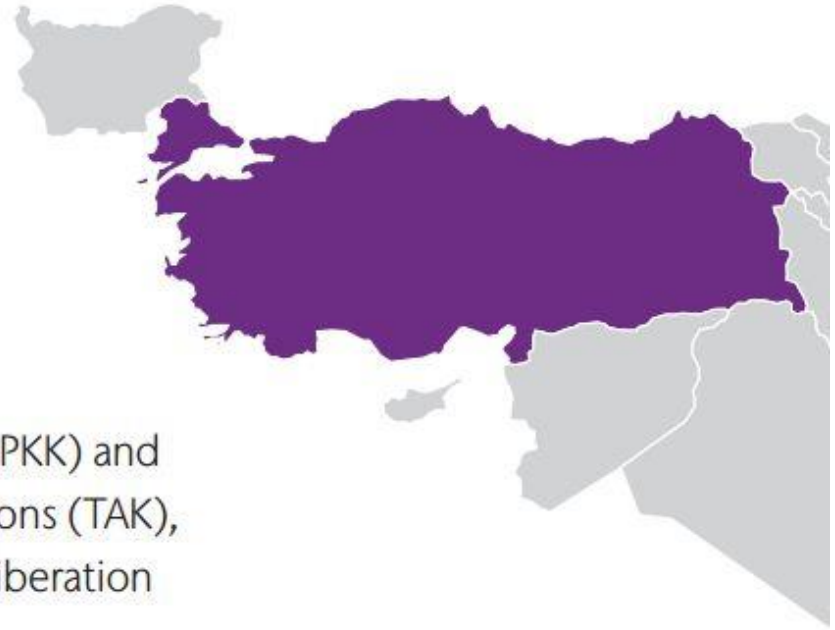 PKK) and
ons (TAK),
beration